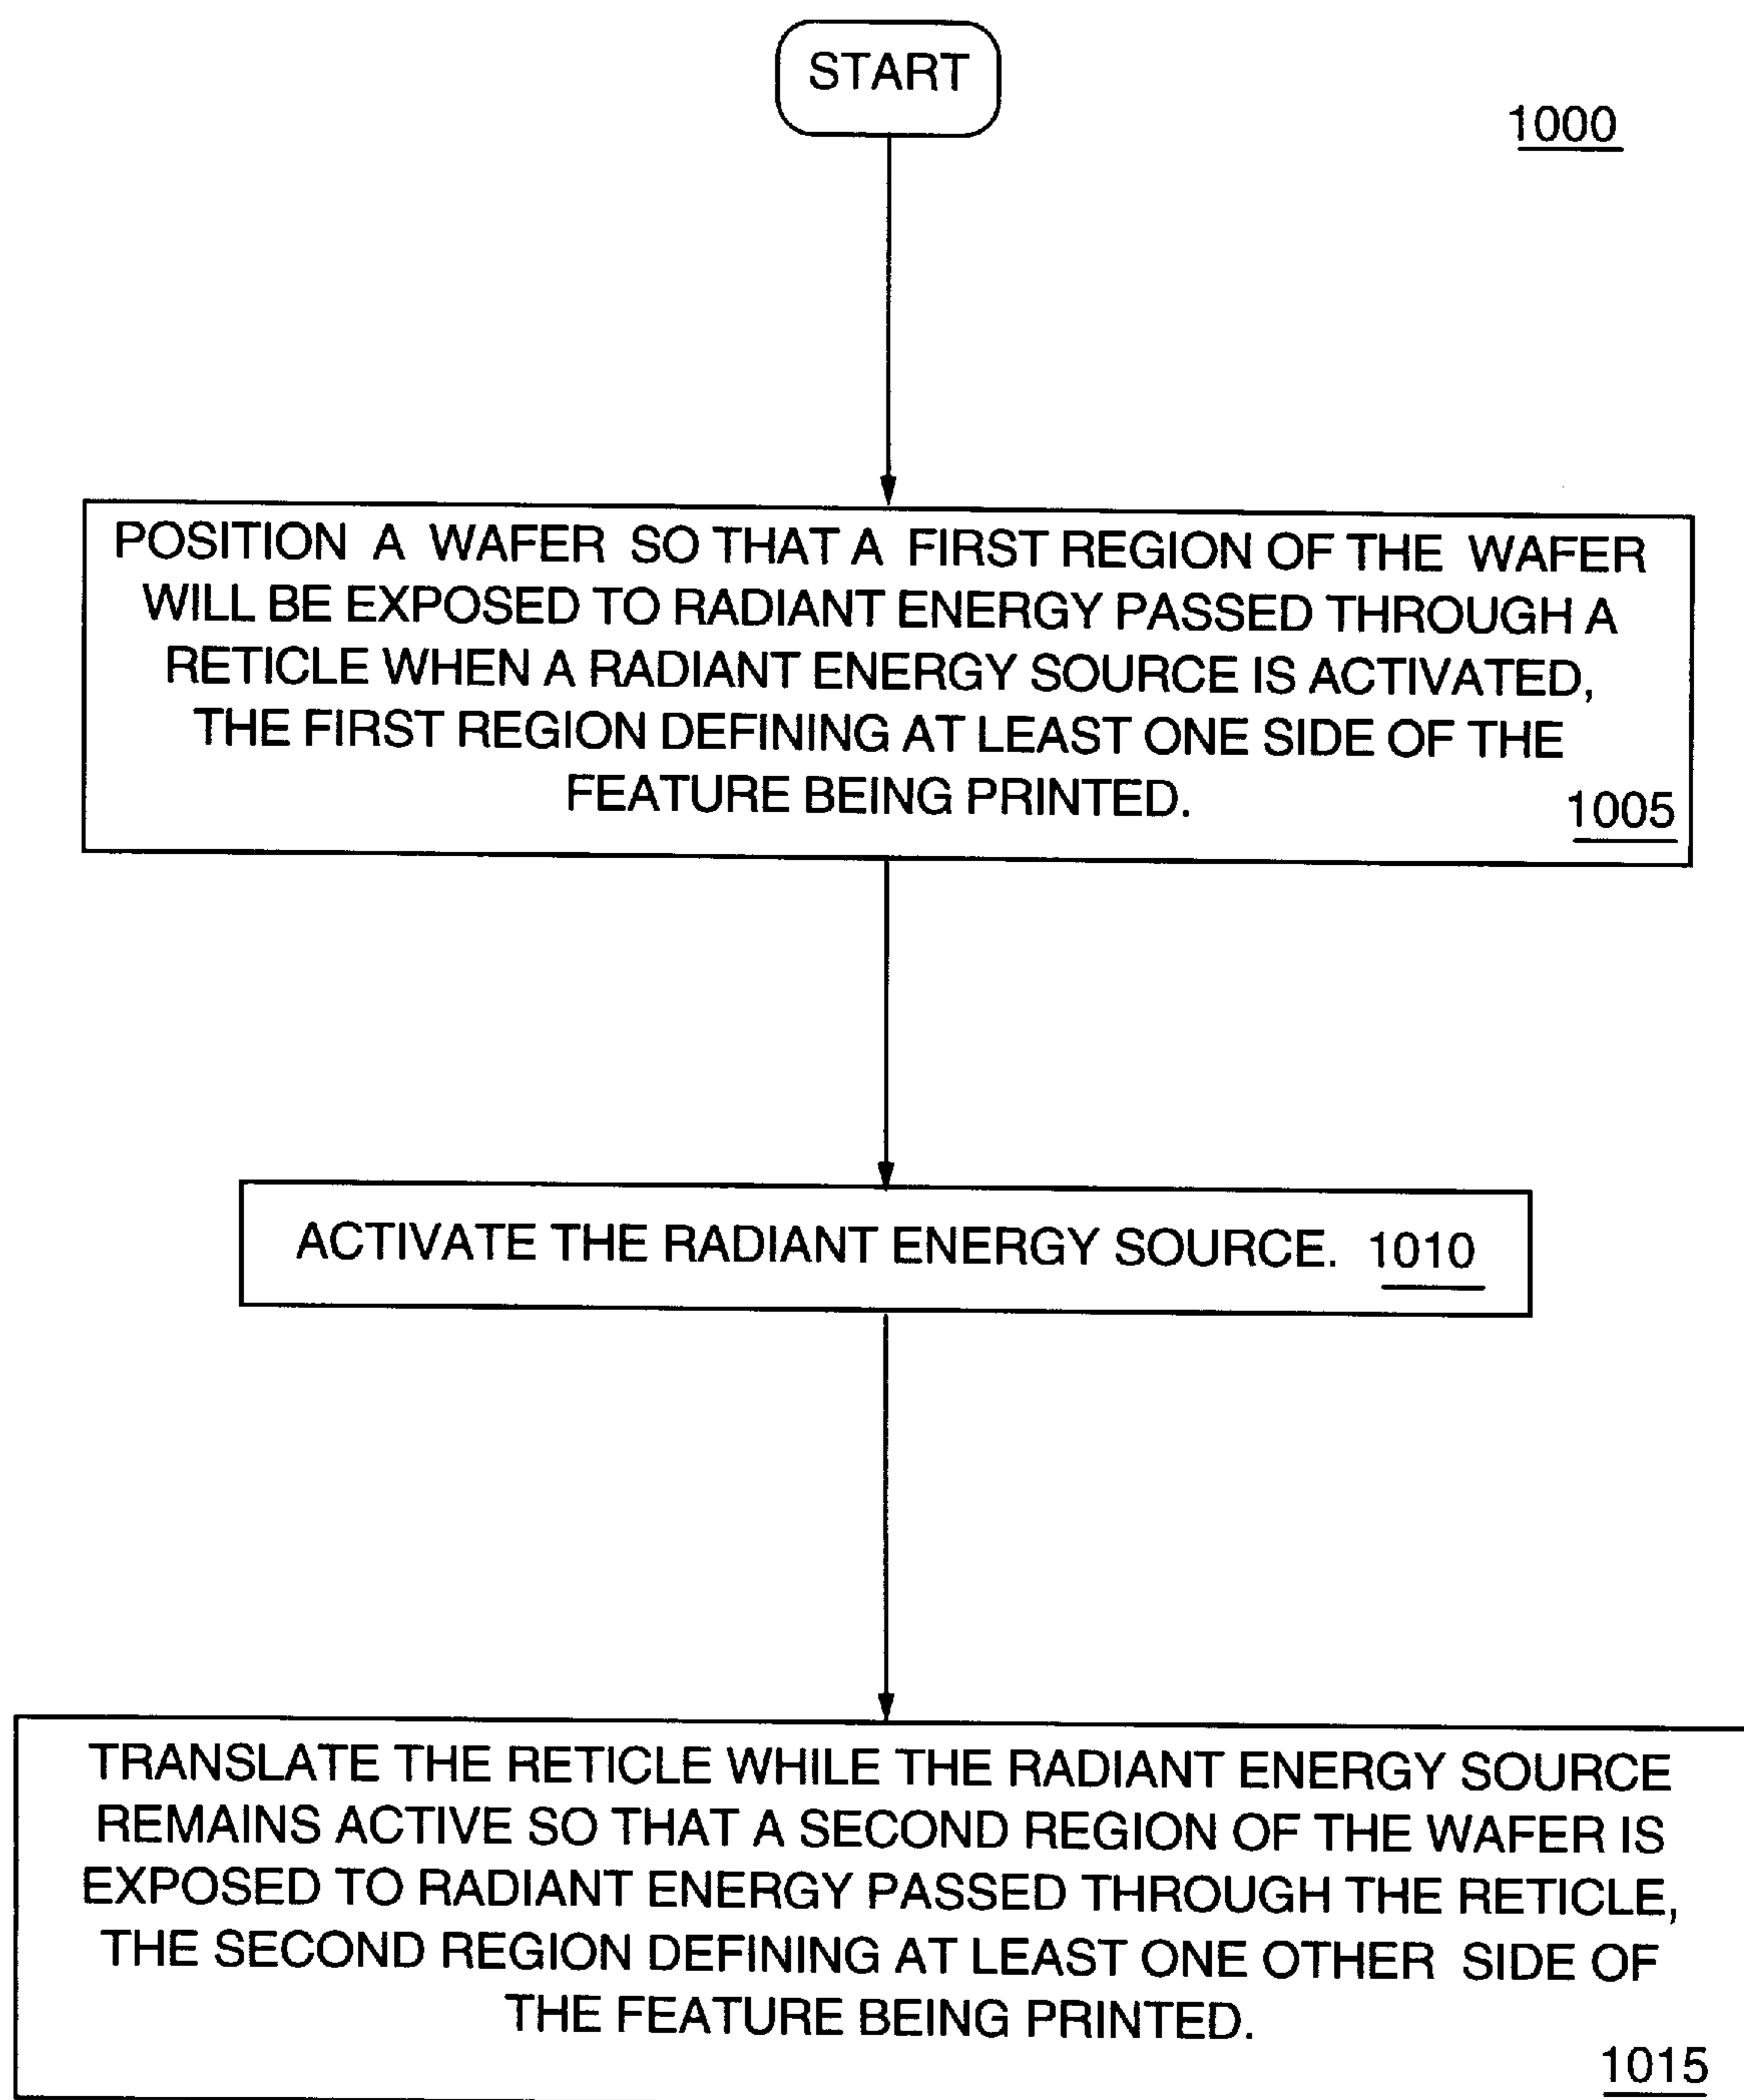 START
1000
POSITION A WAFER SO THAT A FIRST REGION OF THE WAFER
WILL BE EXPOSED TO RADIANT ENERGY PASSED THROUGH A
RETICLE WHEN A RADIANT ENERGY SOURCE IS ACTIVATED,
THE FIRST REGION DEFINING AT LEAST ONE SIDE OF THE
FEATURE BEING PRINTED.
1005
ACTIVATE THE RADIANT ENERGY SOURCE. 1010
TRANSLATE THE RETICLE WHILE THE RADIANT ENERGY SOURCE
REMAINS ACTIVE SO THAT A SECOND REGION OF THE WAFER IS
EXPOSED TO RADIANT ENERGY PASSED THROUGH THE RETICLE,
THE SECOND REGION DEFINING AT LEAST ONE OTHER SIDE OF
THE FEATURE BEING PRINTED.
1015